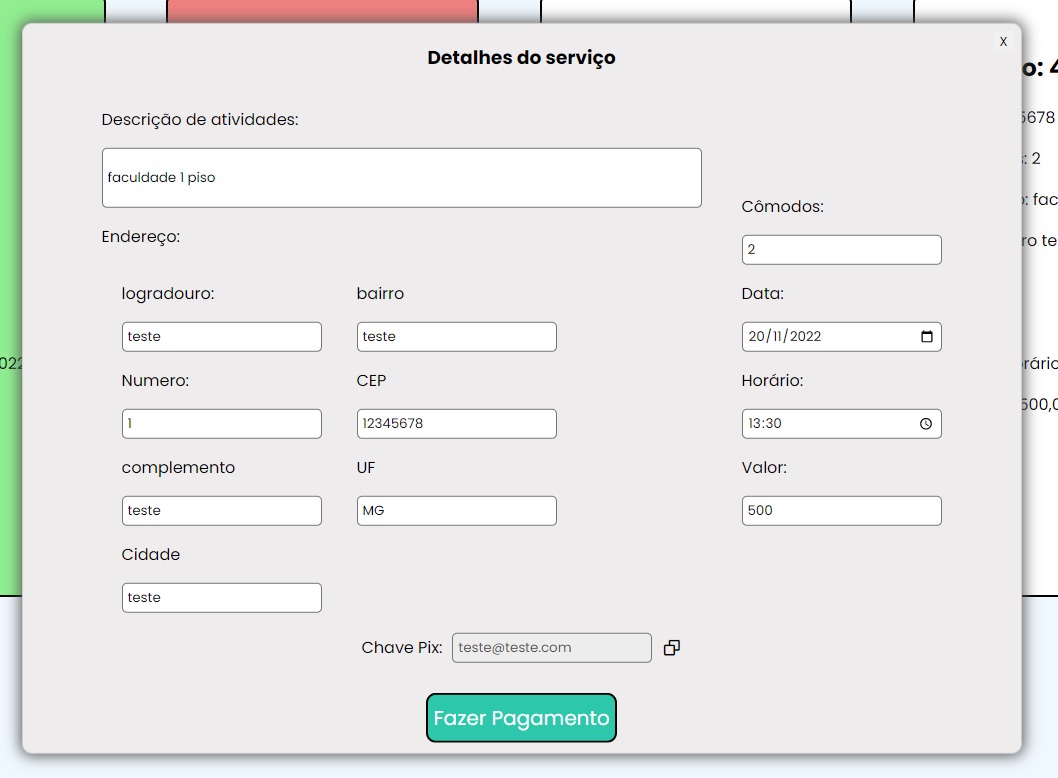 X
Detalhes do serviço
Descrição de atividades:
faculdade 1 piso
Cômodos:
2
Endereço:
logradouro:
bairro
Data:
teste
teste
20/11/2022
Numero:
CEP
Horário:
1
12345678
13:30
complemento
UF
Valor:
teste
MG
500
Cidade
teste
Chave Pix:
teste@teste.com
Fazer Pagamento
o: 4
5678
: 2
o: fac
ro te
022
rário
500,0